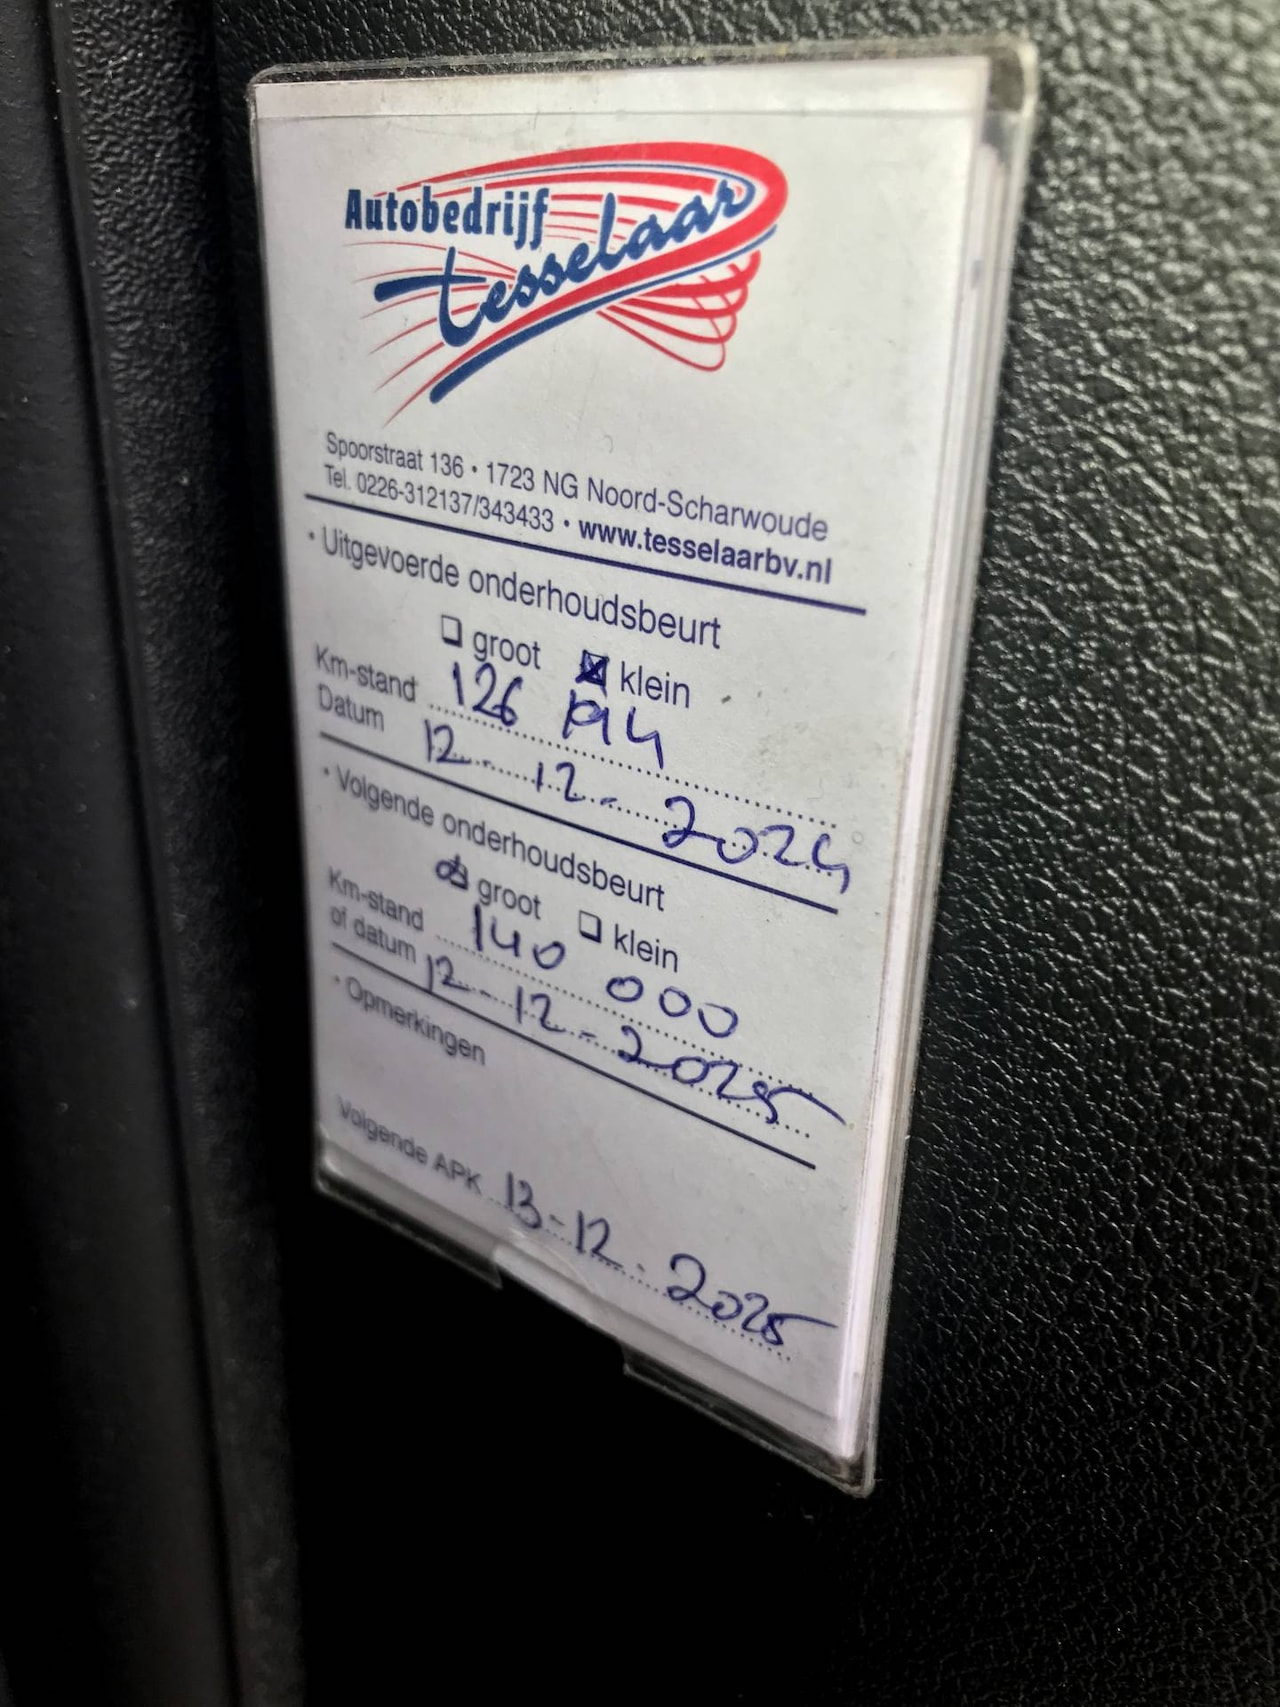 Autobedrijf
tesselaar
Spoorstraat 136 • 1723 NG Noord-Scharwoude
Tel. 0226-312137/343433 • www.tesselaarbv.nl
• Uitgevoerde onderhoudsbeurt
☐ groot ☒ klein
Km-stand 126 194
Datum 12-12-2024
• Volgende onderhoudsbeurt
☒ groot ☐ klein
Km-stand 140 000
of datum 12-12-2025
• Opmerkingen
Volgende APK 13-12-2025